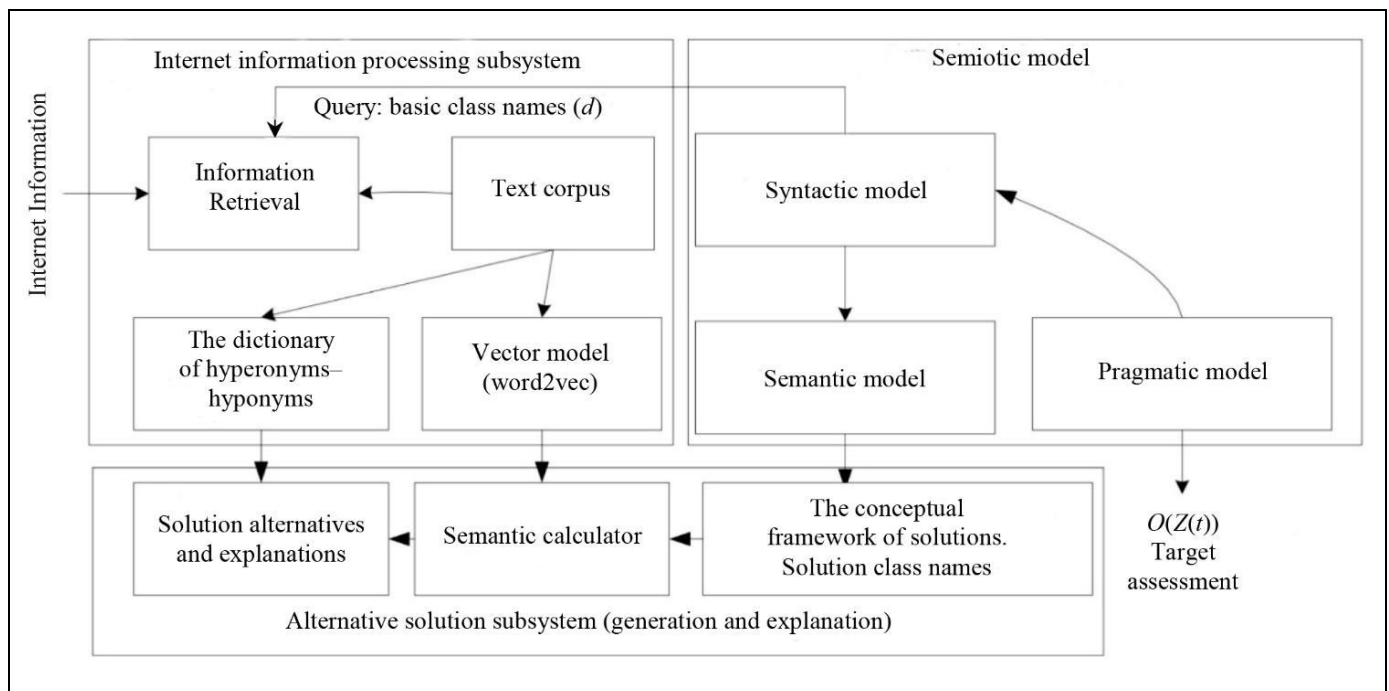 Internet information processing subsystem
Semiotic model
Query: basic class names (d)
Internet Information
Information
Retrieval
Text corpus
Syntactic model
The dictionary
of hyperonyms–
hyponyms
Vector model
(word2vec)
Semantic model
Pragmatic model
Solution alternatives
and explanations
Semantic calculator
The conceptual
framework of solutions.
Solution class names
O(Z(t))
Target
assessment
Alternative solution subsystem (generation and explanation)